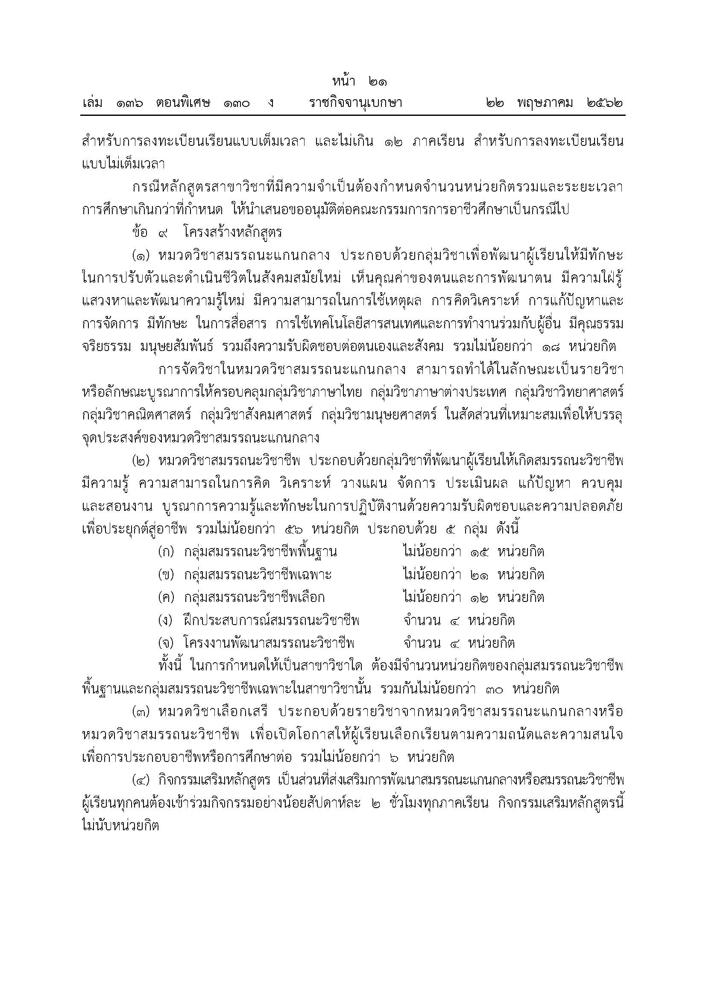 หน้า ๒๑
เล่ม ๑๓๖ ตอนพิเศษ ๑๓๐ ง ราชกิจจานุเบกษา ๒๒ พฤษภาคม ๒๕๖๒
สำหรับการลงทะเบียนเรียนแบบเต็มเวลา และไม่เกิน ๑๒ ภาคเรียน สำหรับการลงทะเบียนเรียน
แบบไม่เต็มเวลา
กรณีหลักสูตรสาขาวิชาที่มีความจำเป็นต้องกำหนดจำนวนหน่วยกิตรวมและระยะเวลา
การศึกษาเกินกว่าที่กำหนด ให้นำเสนอขออนุมัติต่อคณะกรรมการการอาชีวศึกษาเป็นกรณีไป
ข้อ ๙ โครงสร้างหลักสูตร
(๑) หมวดวิชาสมรรถนะแกนกลาง ประกอบด้วยกลุ่มวิชาเพื่อพัฒนาผู้เรียนให้มีทักษะ
ในการปรับตัวและดำเนินชีวิตในสังคมสมัยใหม่ เห็นคุณค่าของตนและการพัฒนาตน มีความใฝ่รู้
แสวงหาและพัฒนาความรู้ใหม่ มีความสามารถในการใช้เหตุผล การคิดวิเคราะห์ การแก้ปัญหาและ
การจัดการ มีทักษะ ในการสื่อสาร การใช้เทคโนโลยีสารสนเทศและการทำงานร่วมกับผู้อื่น มีคุณธรรม
จริยธรรม มนุษยสัมพันธ์ รวมถึงความรับผิดชอบต่อตนเองและสังคม รวมไม่น้อยกว่า ๑๘ หน่วยกิต
การจัดวิชาในหมวดวิชาสมรรถนะแกนกลาง สามารถทำได้ในลักษณะเป็นรายวิชา
หรือลักษณะบูรณาการให้ครอบคลุมกลุ่มวิชาภาษาไทย กลุ่มวิชาภาษาต่างประเทศ กลุ่มวิชาวิทยาศาสตร์
กลุ่มวิชาคณิตศาสตร์ กลุ่มวิชาสังคมศาสตร์ กลุ่มวิชามนุษยศาสตร์ ในสัดส่วนที่เหมาะสมเพื่อให้บรรลุ
จุดประสงค์ของหมวดวิชาสมรรถนะแกนกลาง
(๒) หมวดวิชาสมรรถนะวิชาชีพ ประกอบด้วยกลุ่มวิชาที่พัฒนาผู้เรียนให้เกิดสมรรถนะวิชาชีพ
มีความรู้ ความสามารถในการคิด วิเคราะห์ วางแผน จัดการ ประเมินผล แก้ปัญหา ควบคุม
และสอนงาน บูรณาการความรู้และทักษะในการปฏิบัติงานด้วยความรับผิดชอบและความปลอดภัย
เพื่อประยุกต์สู่อาชีพ รวมไม่น้อยกว่า ๕๖ หน่วยกิต ประกอบด้วย ๕ กลุ่ม ดังนี้
(ก) กลุ่มสมรรถนะวิชาชีพพื้นฐาน ไม่น้อยกว่า ๑๕ หน่วยกิต
(ข) กลุ่มสมรรถนะวิชาชีพเฉพาะ ไม่น้อยกว่า ๒๑ หน่วยกิต
(ค) กลุ่มสมรรถนะวิชาชีพเลือก ไม่น้อยกว่า ๑๒ หน่วยกิต
(ง) ฝึกประสบการณ์สมรรถนะวิชาชีพ จำนวน ๔ หน่วยกิต
(จ) โครงงานพัฒนาสมรรถนะวิชาชีพ จำนวน ๔ หน่วยกิต
ทั้งนี้ ในการกำหนดให้เป็นสาขาวิชาใด ต้องมีจำนวนหน่วยกิตของกลุ่มสมรรถนะวิชาชีพ
พื้นฐานและกลุ่มสมรรถนะวิชาชีพเฉพาะในสาขาวิชานั้น รวมกันไม่น้อยกว่า ๓๐ หน่วยกิต
(๓) หมวดวิชาเลือกเสรี ประกอบด้วยรายวิชาจากหมวดวิชาสมรรถนะแกนกลางหรือ
หมวดวิชาสมรรถนะวิชาชีพ เพื่อเปิดโอกาสให้ผู้เรียนเลือกเรียนตามความถนัดและความสนใจ
เพื่อการประกอบอาชีพหรือการศึกษาต่อ รวมไม่น้อยกว่า ๖ หน่วยกิต
(๔) กิจกรรมเสริมหลักสูตร เป็นส่วนที่ส่งเสริมการพัฒนาสมรรถนะแกนกลางหรือสมรรถนะวิชาชีพ
ผู้เรียนทุกคนต้องเข้าร่วมกิจกรรมอย่างน้อยสัปดาห์ละ ๒ ชั่วโมงทุกภาคเรียน กิจกรรมเสริมหลักสูตรนี้
ไม่นับหน่วยกิต